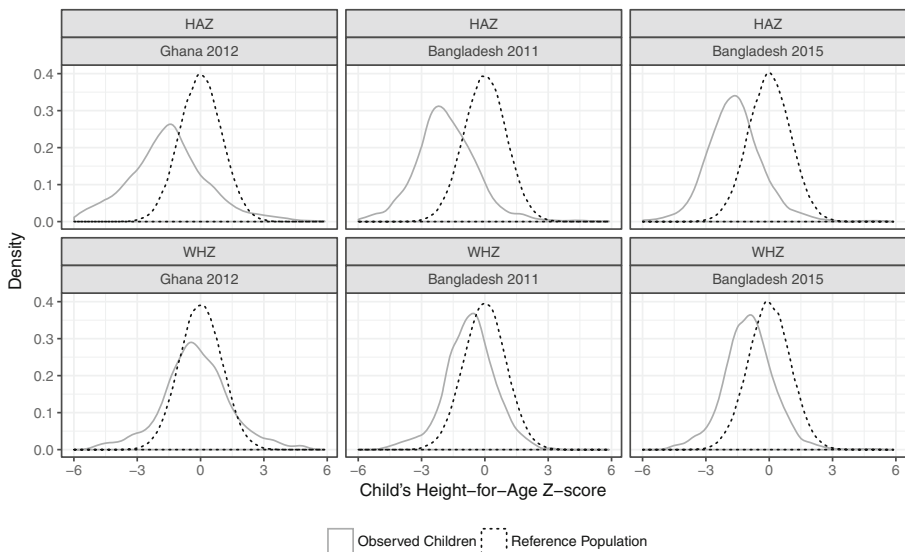 HAZ HAZ HAZ
Ghana 2012 Bangladesh 2011 Bangladesh 2015
0.4
0.3
0.2
0.1
0.0
WHZ WHZ WHZ
Ghana 2012 Bangladesh 2011 Bangladesh 2015
0.4
0.3
0.2
0.1
0.0
Density
−6 −3 0 3 6 −6 −3 0 3 6 −6 −3 0 3 6
Child's Height−for−Age Z−score
Observed Children Reference Population